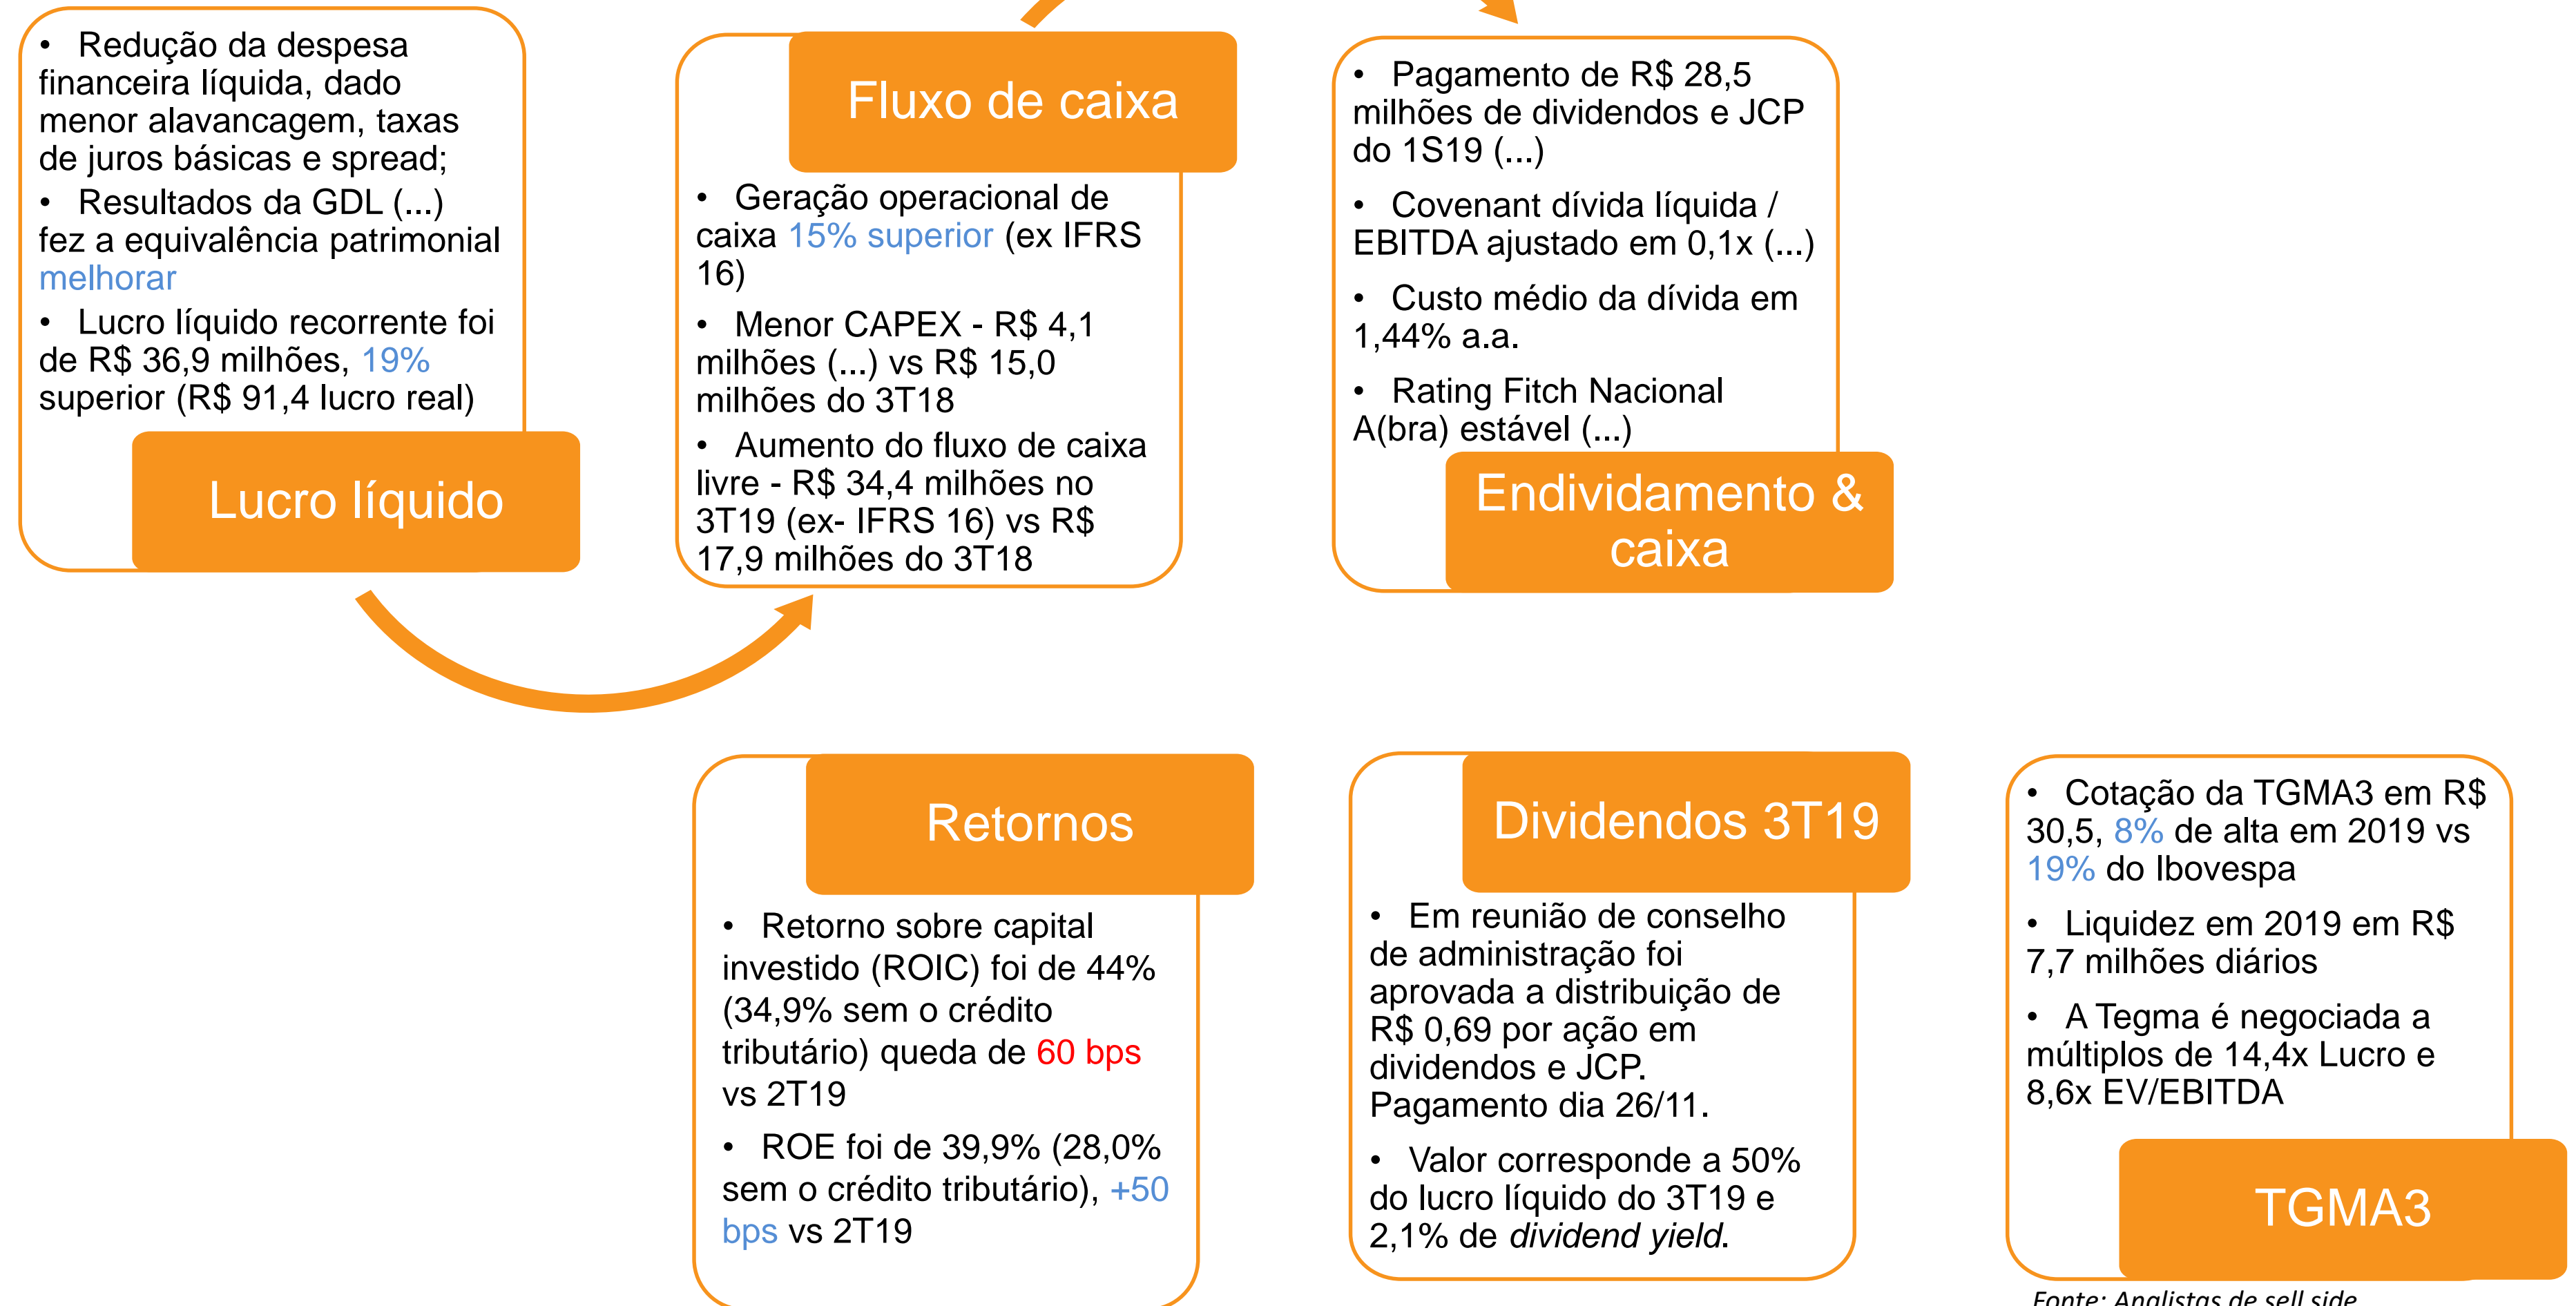 • Redução da despesa
financeira líquida, dado
menor alavancagem, taxas
de juros básicas e spread;
• Resultados da GDL (...)
fez a equivalência patrimonial
melhorar
• Lucro líquido recorrente foi
de R$ 36,9 milhões, 19%
superior (R$ 91,4 lucro real)
Lucro líquido
Fluxo de caixa
• Geração operacional de
caixa 15% superior (ex IFRS
16)
• Menor CAPEX - R$ 4,1
milhões (...) vs R$ 15,0
milhões do 3T18
• Aumento do fluxo de caixa
livre - R$ 34,4 milhões no
3T19 (ex- IFRS 16) vs R$
17,9 milhões do 3T18
• Pagamento de R$ 28,5
milhões de dividendos e JCP
do 1S19 (...)
• Covenant dívida líquida /
EBITDA ajustado em 0,1x (...)
• Custo médio da dívida em
1,44% a.a.
• Rating Fitch Nacional
A(bra) estável (...)
Endividamento &
caixa
Retornos
• Retorno sobre capital
investido (ROIC) foi de 44%
(34,9% sem o crédito
tributário) queda de 60 bps
vs 2T19
• ROE foi de 39,9% (28,0%
sem o crédito tributário), +50
bps vs 2T19
Dividendos 3T19
• Em reunião de conselho
de administração foi
aprovada a distribuição de
R$ 0,69 por ação em
dividendos e JCP.
Pagamento dia 26/11.
• Valor corresponde a 50%
do lucro líquido do 3T19 e
2,1% de dividend yield.
• Cotação da TGMA3 em R$
30,5, 8% de alta em 2019 vs
19% do Ibovespa
• Liquidez em 2019 em R$
7,7 milhões diários
• A Tegma é negociada a
múltiplos de 14,4x Lucro e
8,6x EV/EBITDA
TGMA3
Fonte: Analistas de sell side